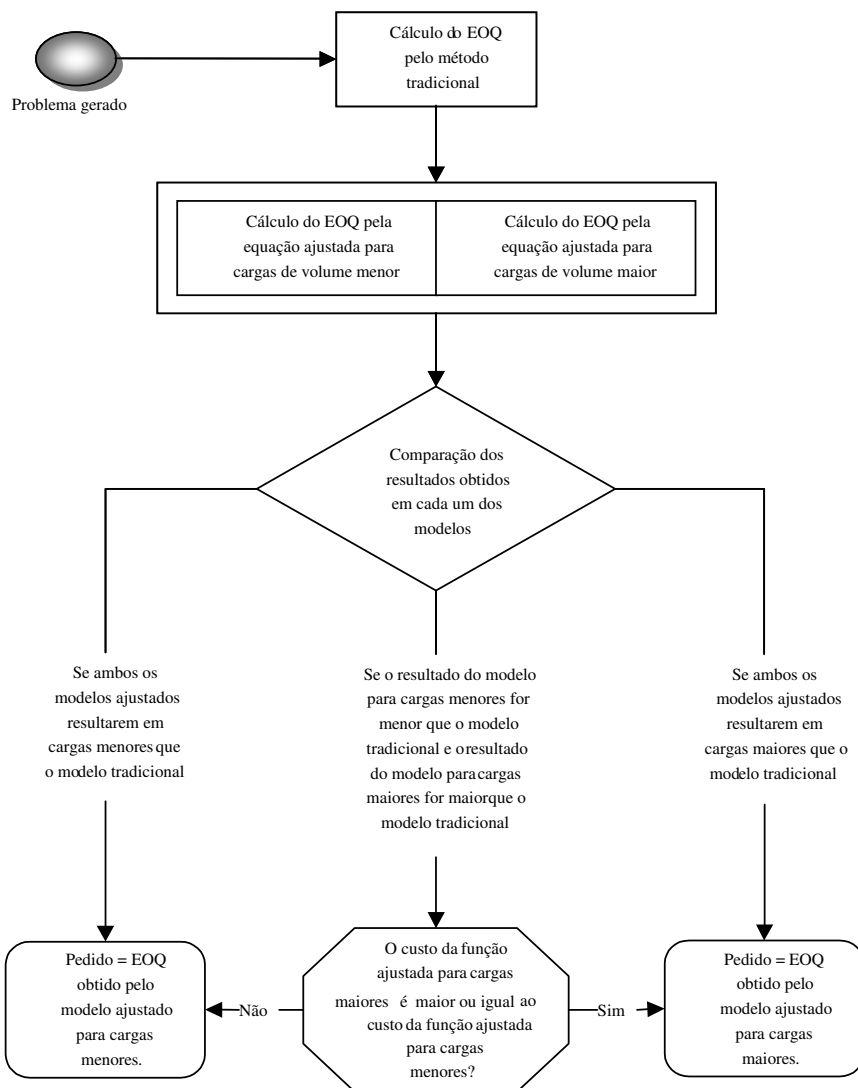 Cálculo do EOQ
pelo método
tradicional
Problema gerado
Cálculo do EOQ pela
equação ajustada para
cargas de volume menor
Cálculo do EOQ pela
equação ajustada para
cargas de volume maior
Comparação dos
resultados obtidos
em cada um dos
modelos
Se ambos os
modelos ajustados
resultarem em
cargas menores que
o modelo tradicional
Se o resultado do modelo
para cargas menores for
menor que o modelo
tradicional e o resultado
do modelo para cargas
maiores for maior que o
modelo tradicional
Se ambos os
modelos ajustados
resultarem em
cargas maiores que o
modelo tradicional
Pedido = EOQ
obtido pelo
modelo ajustado
para cargas
menores.
Não
O custo da função
ajustada para cargas
maiores é maior ou igual ao
custo da função ajustada
para cargas
menores?
Sim
Pedido = EOQ
obtido pelo
modelo ajustado
para cargas
maiores.